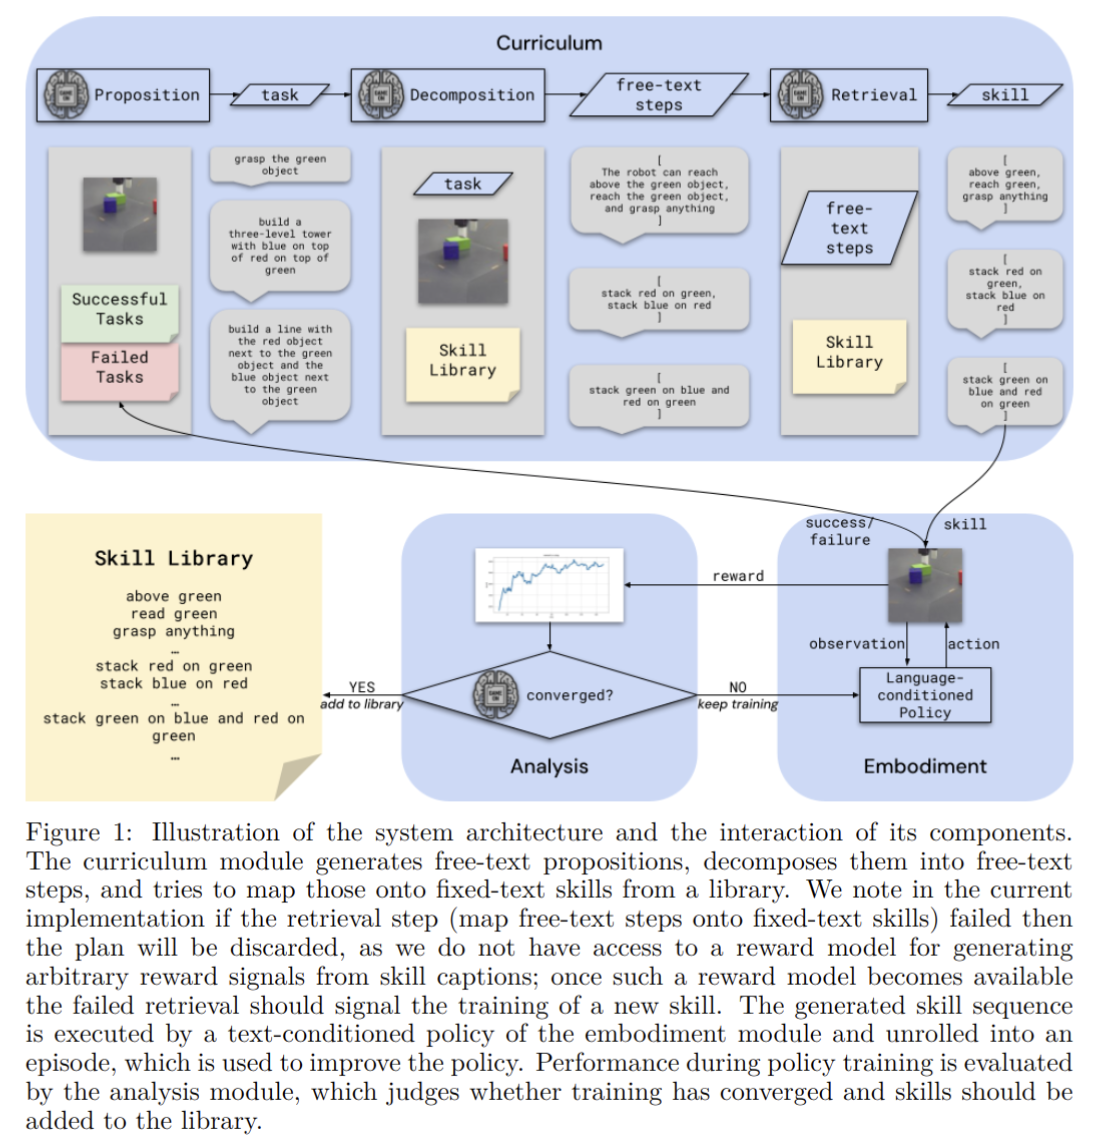 Curriculum
Proposition
task
Decomposition
free-text
steps
Retrieval
skill
grasp the green
object
build a
three-level tower
with blue on top
of red on top of
green
build a line with
the red object
next to the green
object and the
blue object next
to the green
object
Successful
Tasks
Failed
Tasks
task
Skill
Library
[
The robot can reach
above the green object,
reach the green object,
and grasp anything
]
[
stack red on green,
stack blue on red
]
[
stack green on blue and
red on green
]
free-
text
steps
Skill
Library
[
above green,
reach green,
grasp anything
]
[
stack red on
green,
stack blue on
red
]
[
stack green on
blue and red
on green
]
Skill Library
above green
read green
grasp anything
…
stack red on green
stack blue on red
…
stack green on blue and red on
green
…
YES
add to library
converged?
Analysis
NO
keep training
reward
success/
failure
skill
observation
action
Language-
conditioned
Policy
Embodiment
Figure 1: Illustration of the system architecture and the interaction of its components.
The curriculum module generates free-text propositions, decomposes them into free-text
steps, and tries to map those onto fixed-text skills from a library. We note in the current
implementation if the retrieval step (map free-text steps onto fixed-text skills) failed then
the plan will be discarded, as we do not have access to a reward model for generating
arbitrary reward signals from skill captions; once such a reward model becomes available
the failed retrieval should signal the training of a new skill. The generated skill sequence
is executed by a text-conditioned policy of the embodiment module and unrolled into an
episode, which is used to improve the policy. Performance during policy training is evaluated
by the analysis module, which judges whether training has converged and skills should be
added to the library.